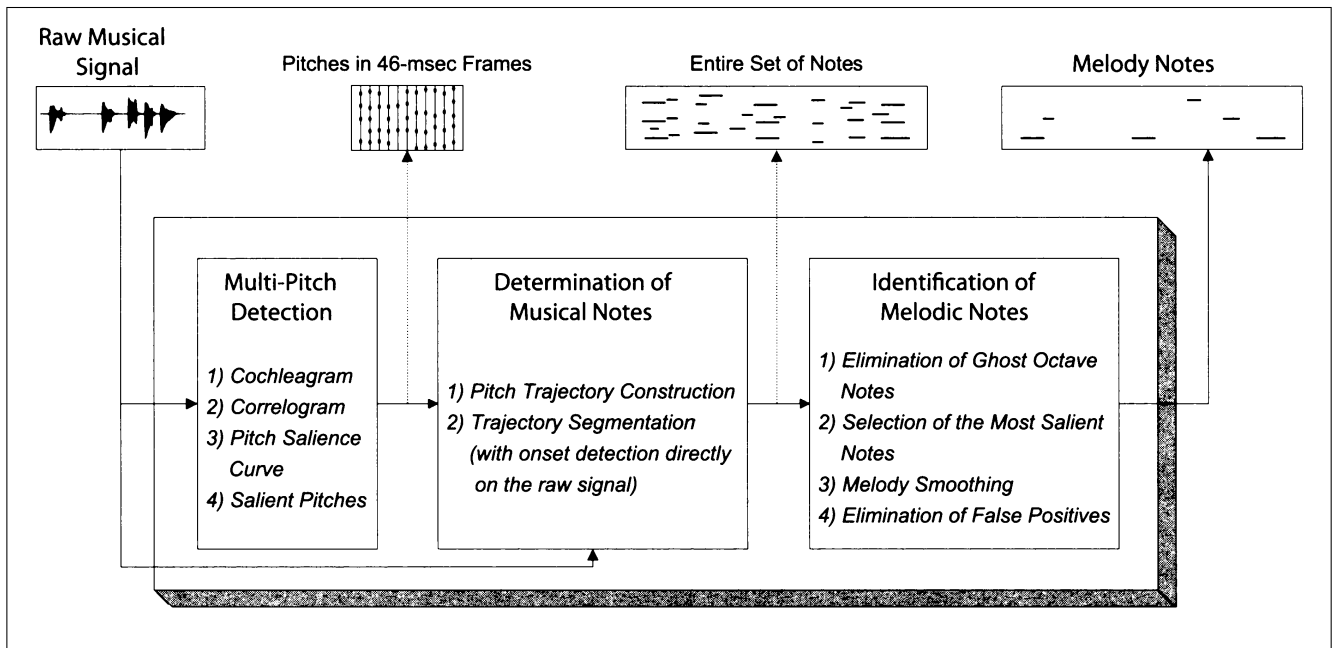 Raw Musical
Signal
Pitches in 46-msec Frames
Entire Set of Notes
Melody Notes
Multi-Pitch
Detection
1) Cochleagram
2) Correlogram
3) Pitch Salience
Curve
4) Salient Pitches
Determination of
Musical Notes
1) Pitch Trajectory Construction
2) Trajectory Segmentation
(with onset detection directly
on the raw signal)
Identification of
Melodic Notes
1) Elimination of Ghost Octave
Notes
2) Selection of the Most Salient
Notes
3) Melody Smoothing
4) Elimination of False Positives